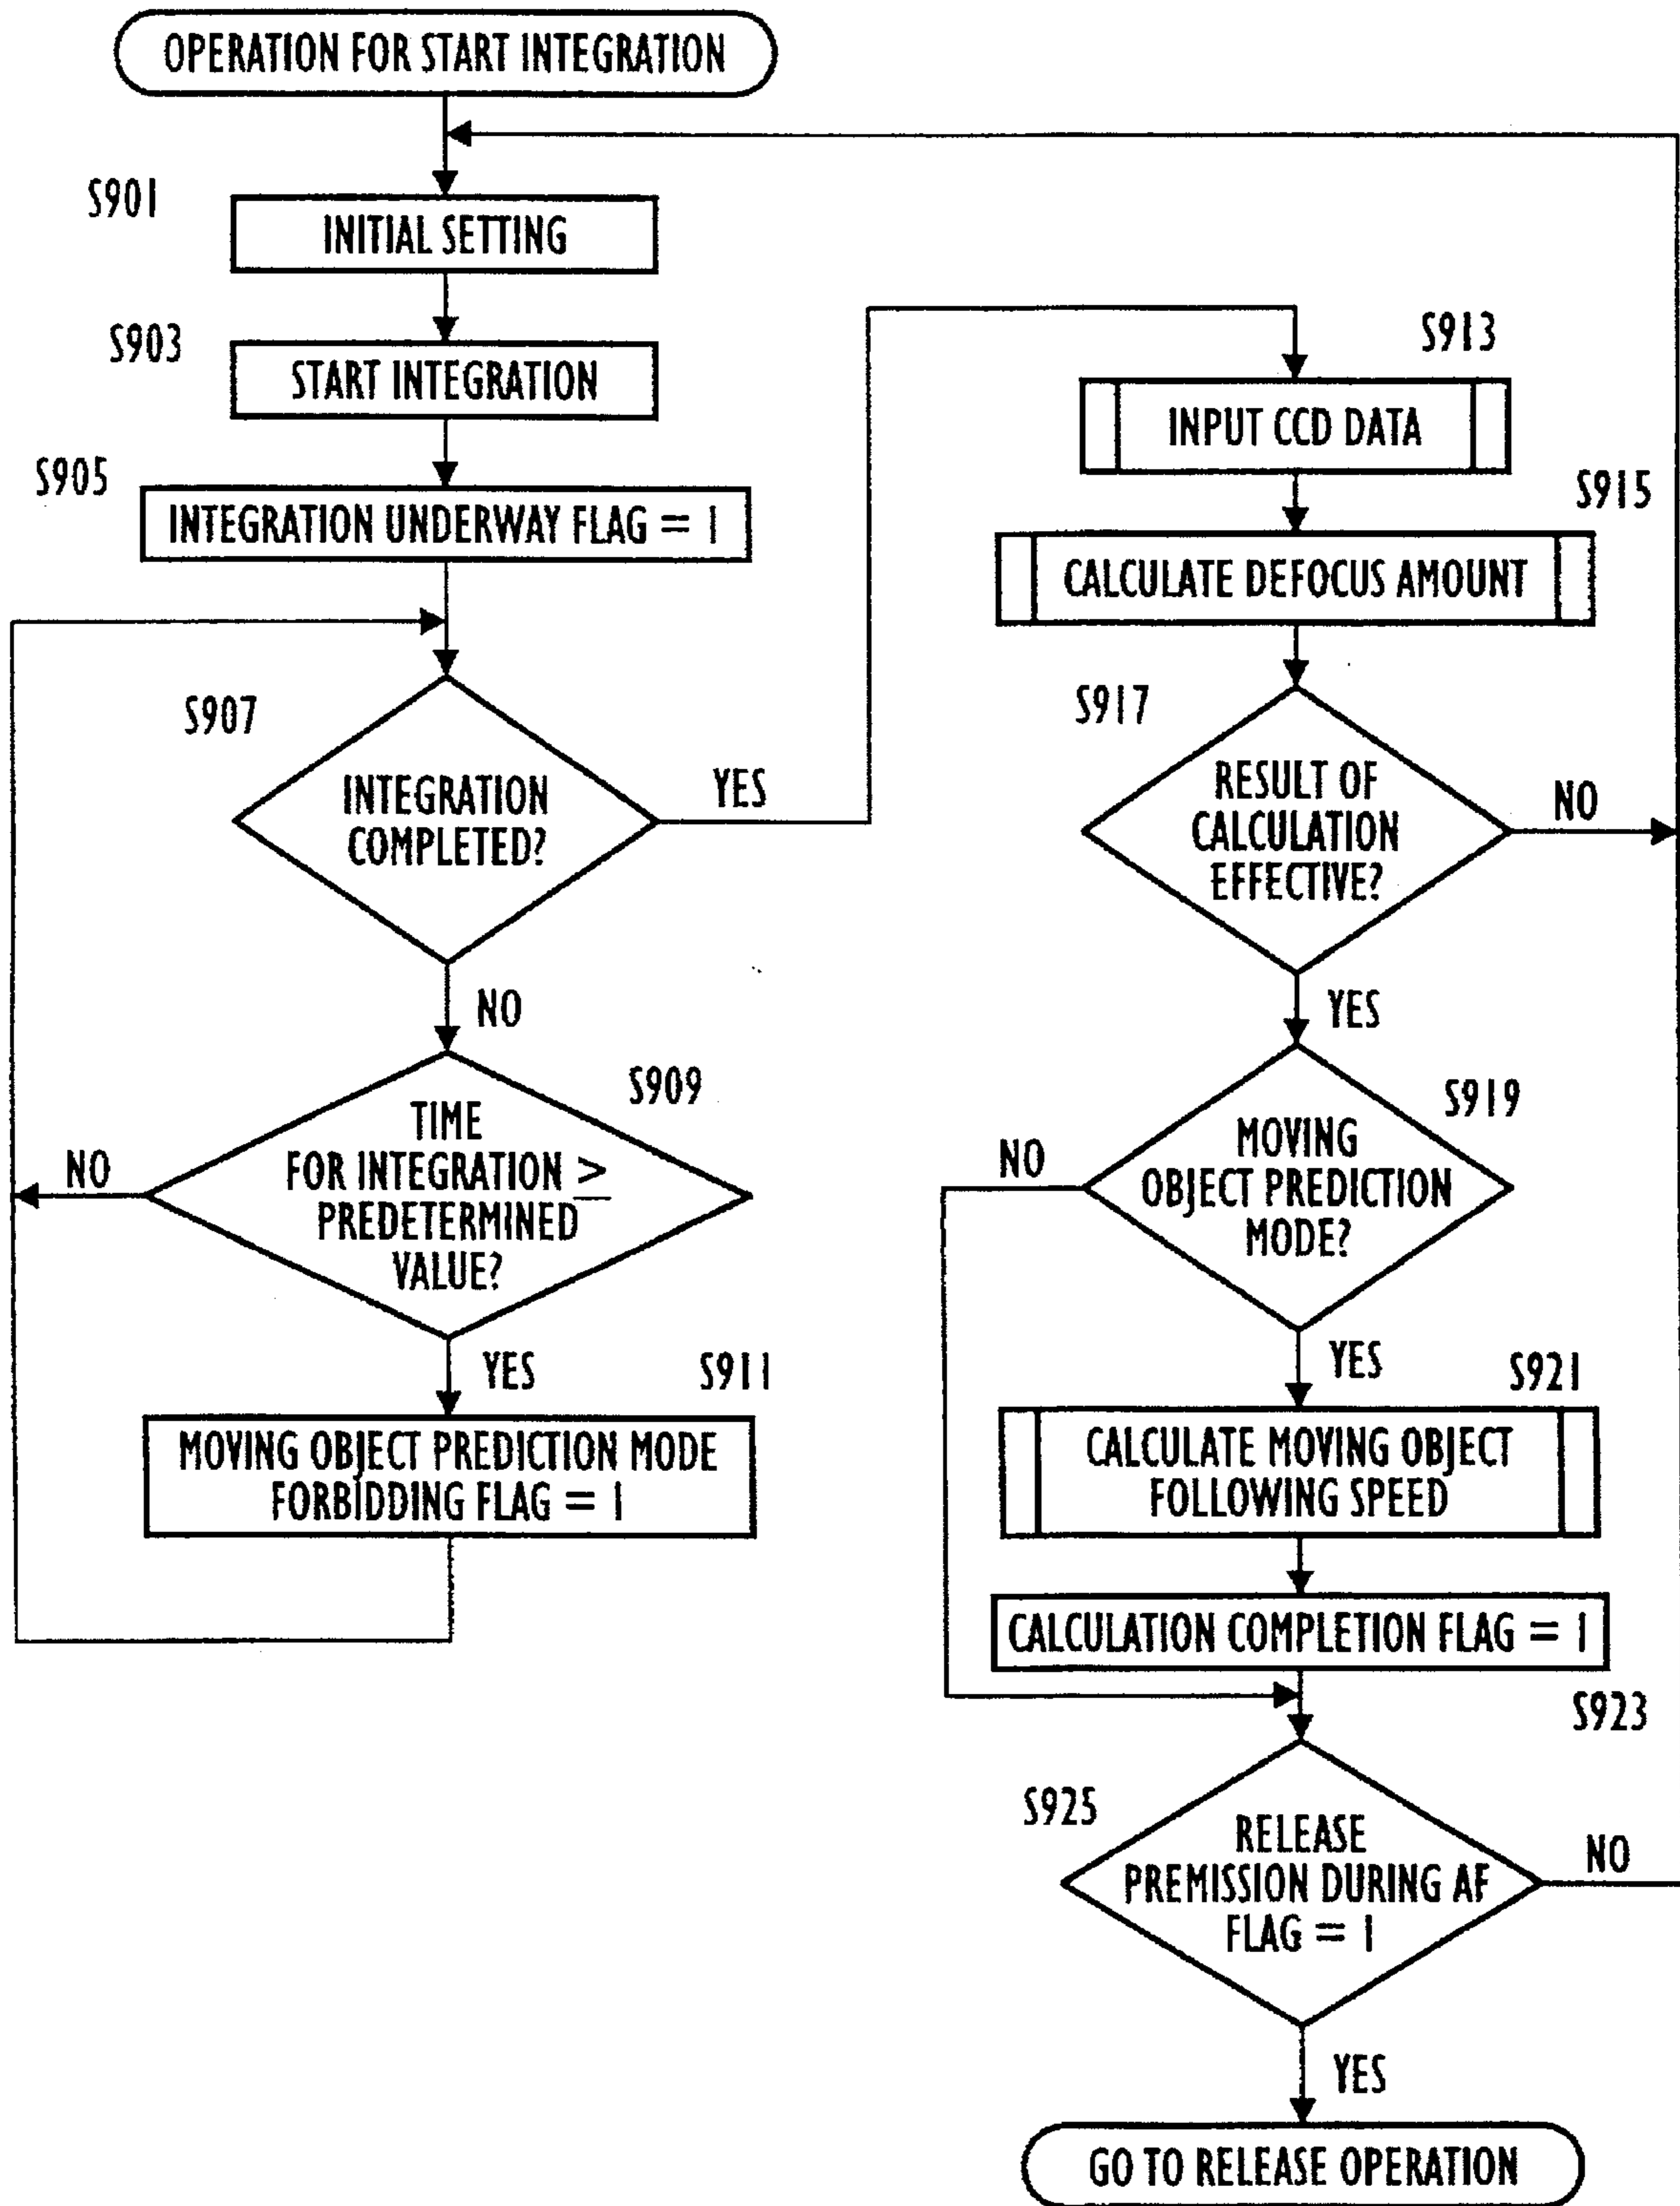 OPERATION FOR START INTEGRATION
S901
INITIAL SETTING
S903
START INTEGRATION
S905
INTEGRATION UNDERWAY FLAG = 1
S907
INTEGRATION
COMPLETED?
YES
NO
S909
TIME
FOR INTEGRATION ≥
PREDETERMINED
VALUE?
NO
YES
S911
MOVING OBJECT PREDICTION MODE
FORBIDDING FLAG = 1
S913
INPUT CCD DATA
S915
CALCULATE DEFOCUS AMOUNT
S917
RESULT OF
CALCULATION
EFFECTIVE?
NO
YES
S919
MOVING
OBJECT PREDICTION
MODE?
NO
YES
S921
CALCULATE MOVING OBJECT
FOLLOWING SPEED
CALCULATION COMPLETION FLAG = 1
S923
S925
RELEASE
PREMISSION DURING AF
FLAG = 1
NO
YES
GO TO RELEASE OPERATION